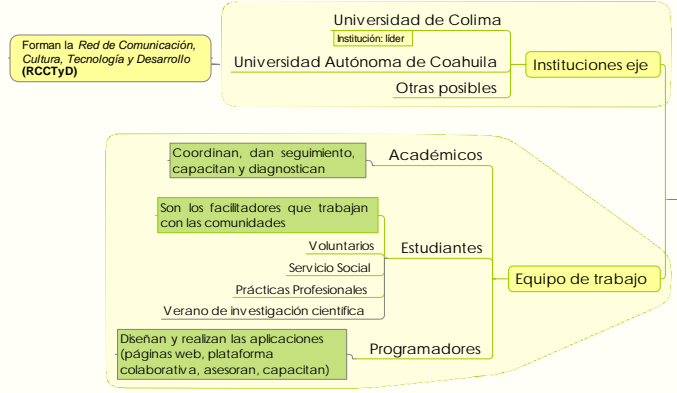 Forman la Red de Comunicación,
Cultura, Tecnología y Desarrollo
(RCCTyD)
Universidad de Colima
Institución: líder
Universidad Autónoma de Coahuila
Otras posibles
Instituciones eje
Coordinan, dan seguimiento,
capacitan y diagnostican
Académicos
Son los facilitadores que trabajan
con las comunidades
Voluntarios
Servicio Social
Prácticas Profesionales
Verano de investigación científica
Estudiantes
Equipo de trabajo
Diseñan y realizan las aplicaciones
(páginas web, plataforma
colaborativa, asesoran, capacitan)
Programadores